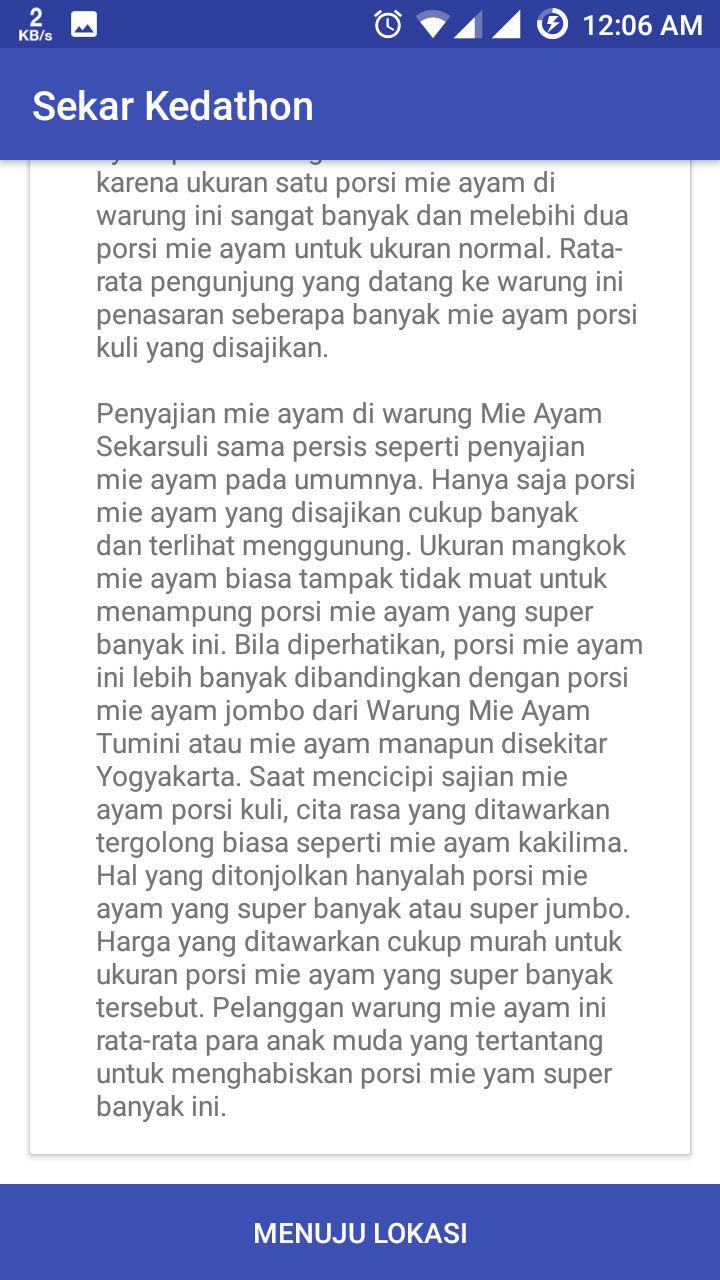 2
KB/s
12:06 AM
Sekar Kedathon
karena ukuran satu porsi mie ayam di
warung ini sangat banyak dan melebihi dua
porsi mie ayam untuk ukuran normal. Rata-
rata pengunjung yang datang ke warung ini
penasaran seberapa banyak mie ayam porsi
kuli yang disajikan.
Penyajian mie ayam di warung Mie Ayam
Sekarsuli sama persis seperti penyajian
mie ayam pada umumnya. Hanya saja porsi
mie ayam yang disajikan cukup banyak
dan terlihat menggunung. Ukuran mangkok
mie ayam biasa tampak tidak muat untuk
menampung porsi mie ayam yang super
banyak ini. Bila diperhatikan, porsi mie ayam
ini lebih banyak dibandingkan dengan porsi
mie ayam jombo dari Warung Mie Ayam
Tumini atau mie ayam manapun disekitar
Yogyakarta. Saat mencicipi sajian mie
ayam porsi kuli, cita rasa yang ditawarkan
tergolong biasa seperti mie ayam kakilima.
Hal yang ditonjolkan hanyalah porsi mie
ayam yang super banyak atau super jumbo.
Harga yang ditawarkan cukup murah untuk
ukuran porsi mie ayam yang super banyak
tersebut. Pelanggan warung mie ayam ini
rata-rata para anak muda yang tertantang
untuk menghabiskan porsi mie yam super
banyak ini.
MENUJU LOKASI